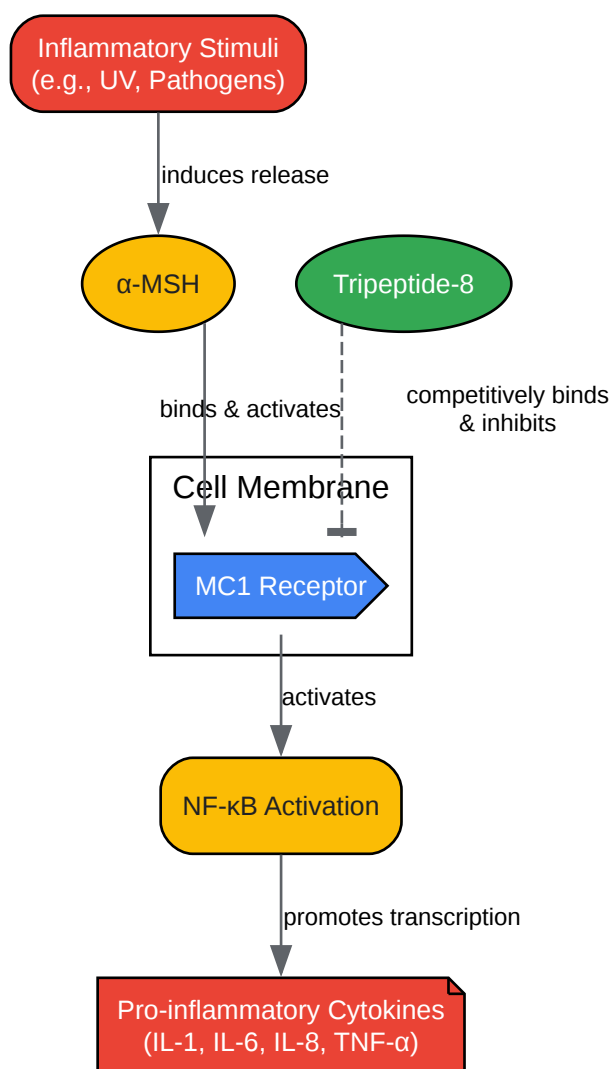 Inflammatory Stimuli
(e.g., UV, Pathogens)
induces release
α-MSH
Tripeptide-8
binds & activates
competitively binds
& inhibits
Cell Membrane
MC1 Receptor
activates
NF-κB Activation
promotes transcription
Pro-inflammatory Cytokines
(IL-1, IL-6, IL-8, TNF-α)